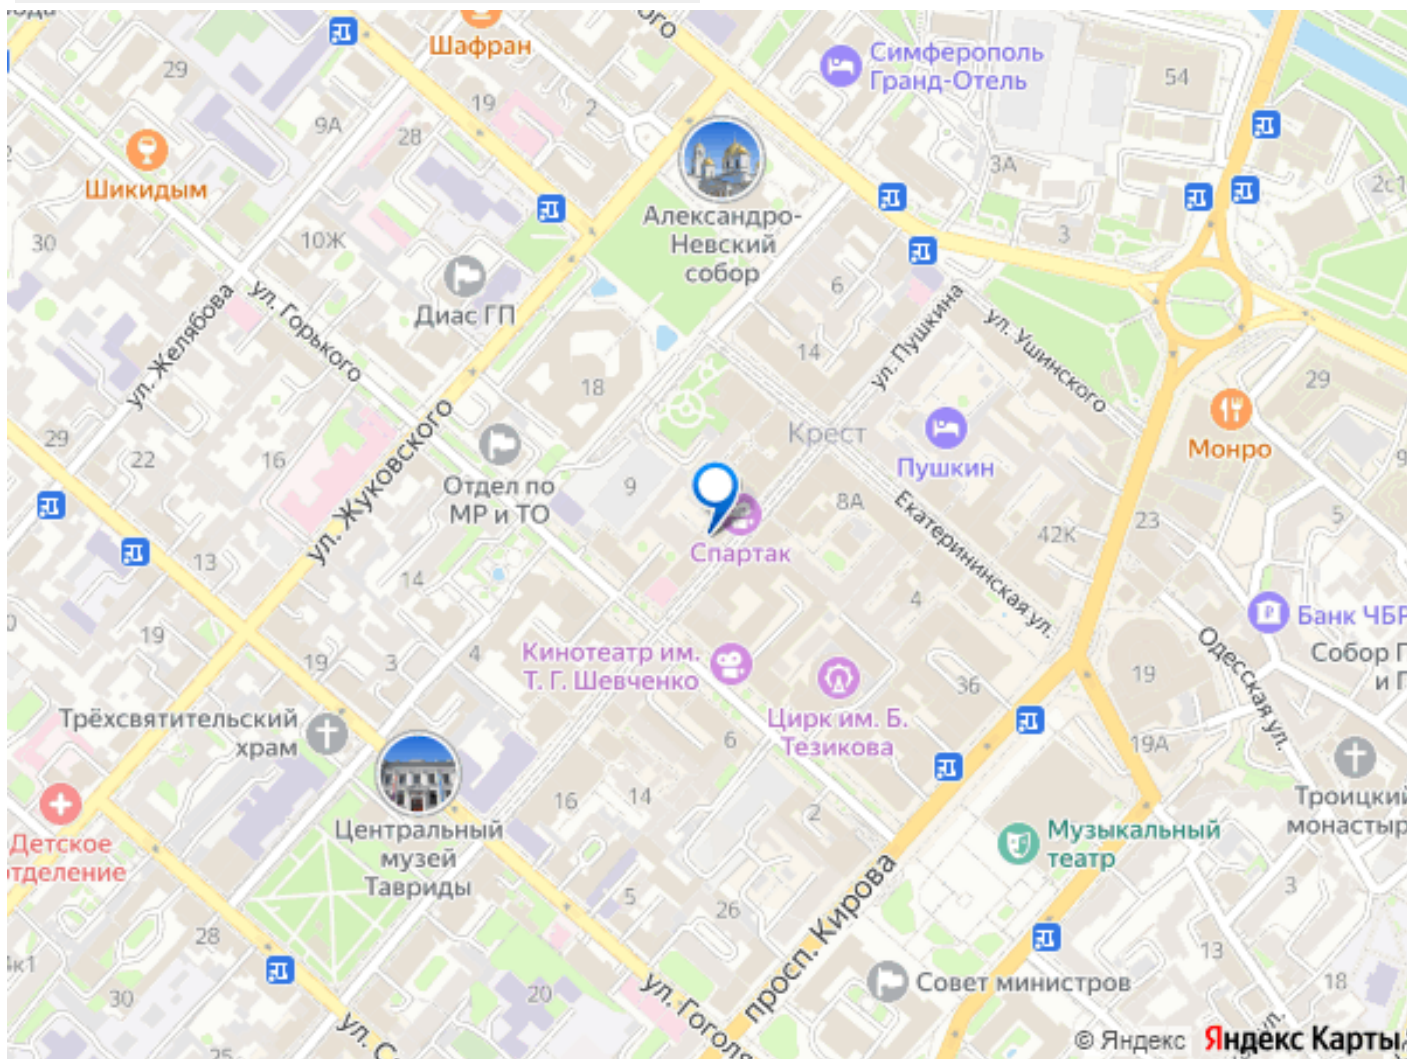 Шафран
29
19
2
9А
28
Симферополь
Гранд-Отель
54
3А
2с1
Шикидым
30
10Ж
Александро-
Невский
собор
3
6
Диас ГП
ул. Желябова
ул. Горького
ул. Пушкина
ул. Ушинского
14
18
29
Крест
Пушкин
Монро
29
22
16
ул. Жуковского
Отдел по
МР и ТО
9
8А
Екатерининская ул.
42К
23
5
Спартак
13
14
4
19
19
3
4
Кинотеатр им.
Т. Г. Шевченко
Цирк им. Б.
Тезикова
36
19
19А
Одесская ул.
Банк ЧБР
Собор
Трёхсвятительский
храм
6
16
14
2
Троицкий
Центральный
музей
Тавриды
Детское
Музыкальный
театр
5
26
28
30
20
3
13
18
25
просп. Кирова
Совет министров
ул. Гоголя
© Яндекс Яндекс Карты